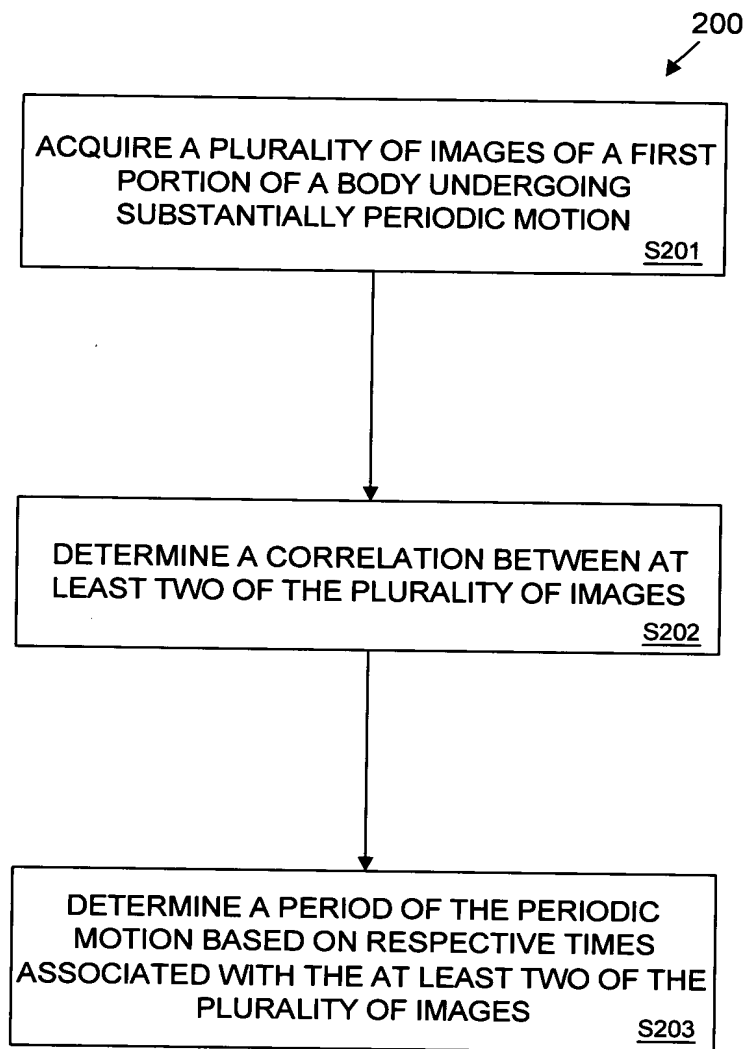 200
ACQUIRE A PLURALITY OF IMAGES OF A FIRST
PORTION OF A BODY UNDERGOING
SUBSTANTIALLY PERIODIC MOTION
S201
DETERMINE A CORRELATION BETWEEN AT
LEAST TWO OF THE PLURALITY OF IMAGES
S202
DETERMINE A PERIOD OF THE PERIODIC
MOTION BASED ON RESPECTIVE TIMES
ASSOCIATED WITH THE AT LEAST TWO OF THE
PLURALITY OF IMAGES
S203